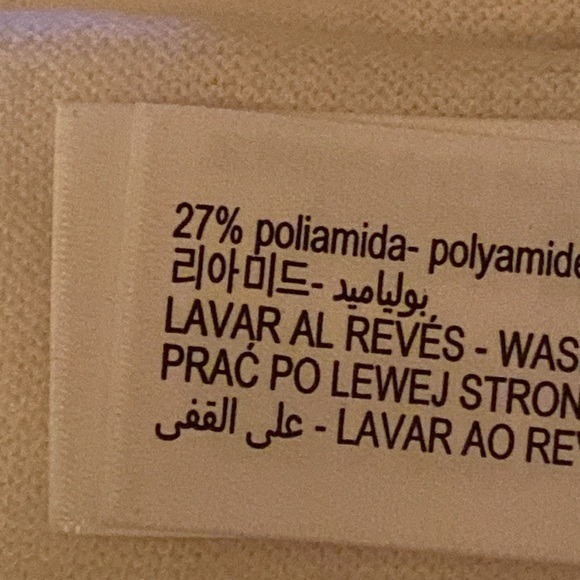 27% poliamida- polyamide
리아미드- بولياميد
LAVAR AL REVÉS - WAS
PRAĆ PO LEWEJ STRON
على القفى - LAVAR AO RE